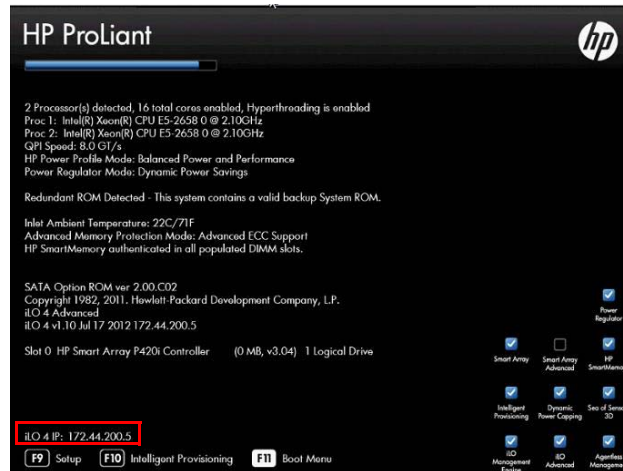 HP ProLiant
hp
2 Processor(s) detected, 16 total cores enabled, Hyperthreading is enabled
Proc 1: Intel(R) Xeon(R) CPU E5-2658 0 @ 2.10GHz
Proc 2: Intel(R) Xeon(R) CPU E5-2658 0 @ 2.10GHz
QPI Speed: 8.0 GT/s
HP Power Profile Mode: Balanced Power and Performance
Power Regulator Mode: Dynamic Power Savings
Redundant ROM Detected - This system contains a valid backup System ROM.
Inlet Ambient Temperature: 22C/71F
Advanced Memory Protection Mode: Advanced ECC Support
HP SmartMemory authenticated in all populated DIMM slots.
SATA Option ROM ver 2.00.C02
Copyright 1982, 2011. Hewlett-Packard Development Company, L.P.
iLO 4 Advanced
iLO 4 v1.10 Jul 17 2012 172.44.200.5
Slot 0 HP Smart Array P420i Controller (0 MB, v3.04) 1 Logical Drive
Power
Regulator
Smart Array
Smart Array
Advanced
HP
SmartMemo
Intelligent
Provisioning
Dynamic
Power Capping
Sea of Sens
3D
iLO
Management
Engine
iLO
Advanced
Agentless
Manageme
iLO 4 IP: 172.44.200.5
F9 Setup F10 Intelligent Provisioning F11 Boot Menu